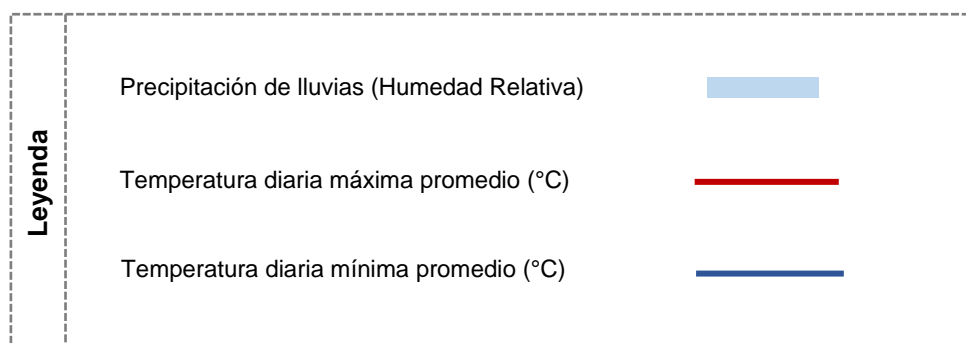 Leyenda
Precipitación de lluvias (Humedad Relativa)
Temperatura diaria máxima promedio (°C)
Temperatura diaria mínima promedio (°C)